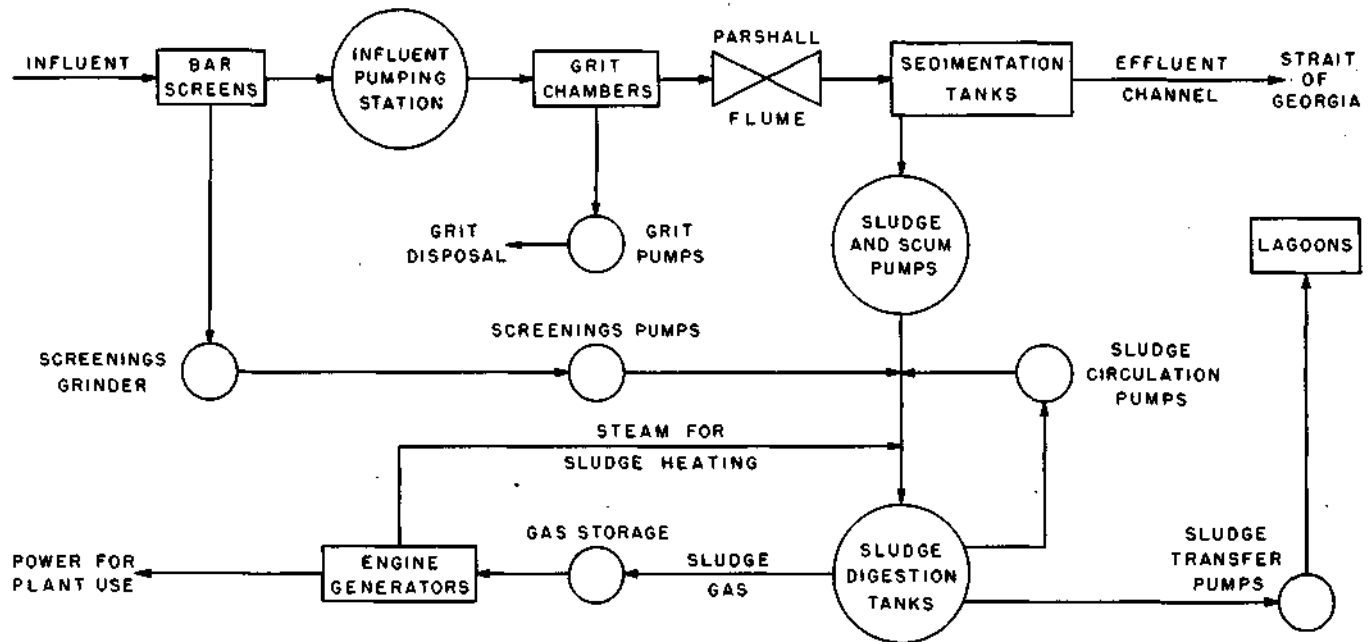 INFLUENT
BAR
SCREENS
INFLUENT
PUMPING
STATION
GRIT
CHAMBERS
PARSHALL
FLUME
SEDIMENTATION
TANKS
EFFLUENT
CHANNEL
STRAIT
OF
GEORGIA
GRIT
DISPOSAL
GRIT
PUMPS
SLUDGE
AND SCUM
PUMPS
LAGOONS
SCREENINGS
GRINDER
SCREENINGS PUMPS
SLUDGE
CIRCULATION
PUMPS
STEAM FOR
SLUDGE HEATING
POWER FOR
PLANT USE
ENGINE
GENERATORS
GAS STORAGE
SLUDGE
GAS
SLUDGE
DIGESTION
TANKS
SLUDGE
TRANSFER
PUMPS